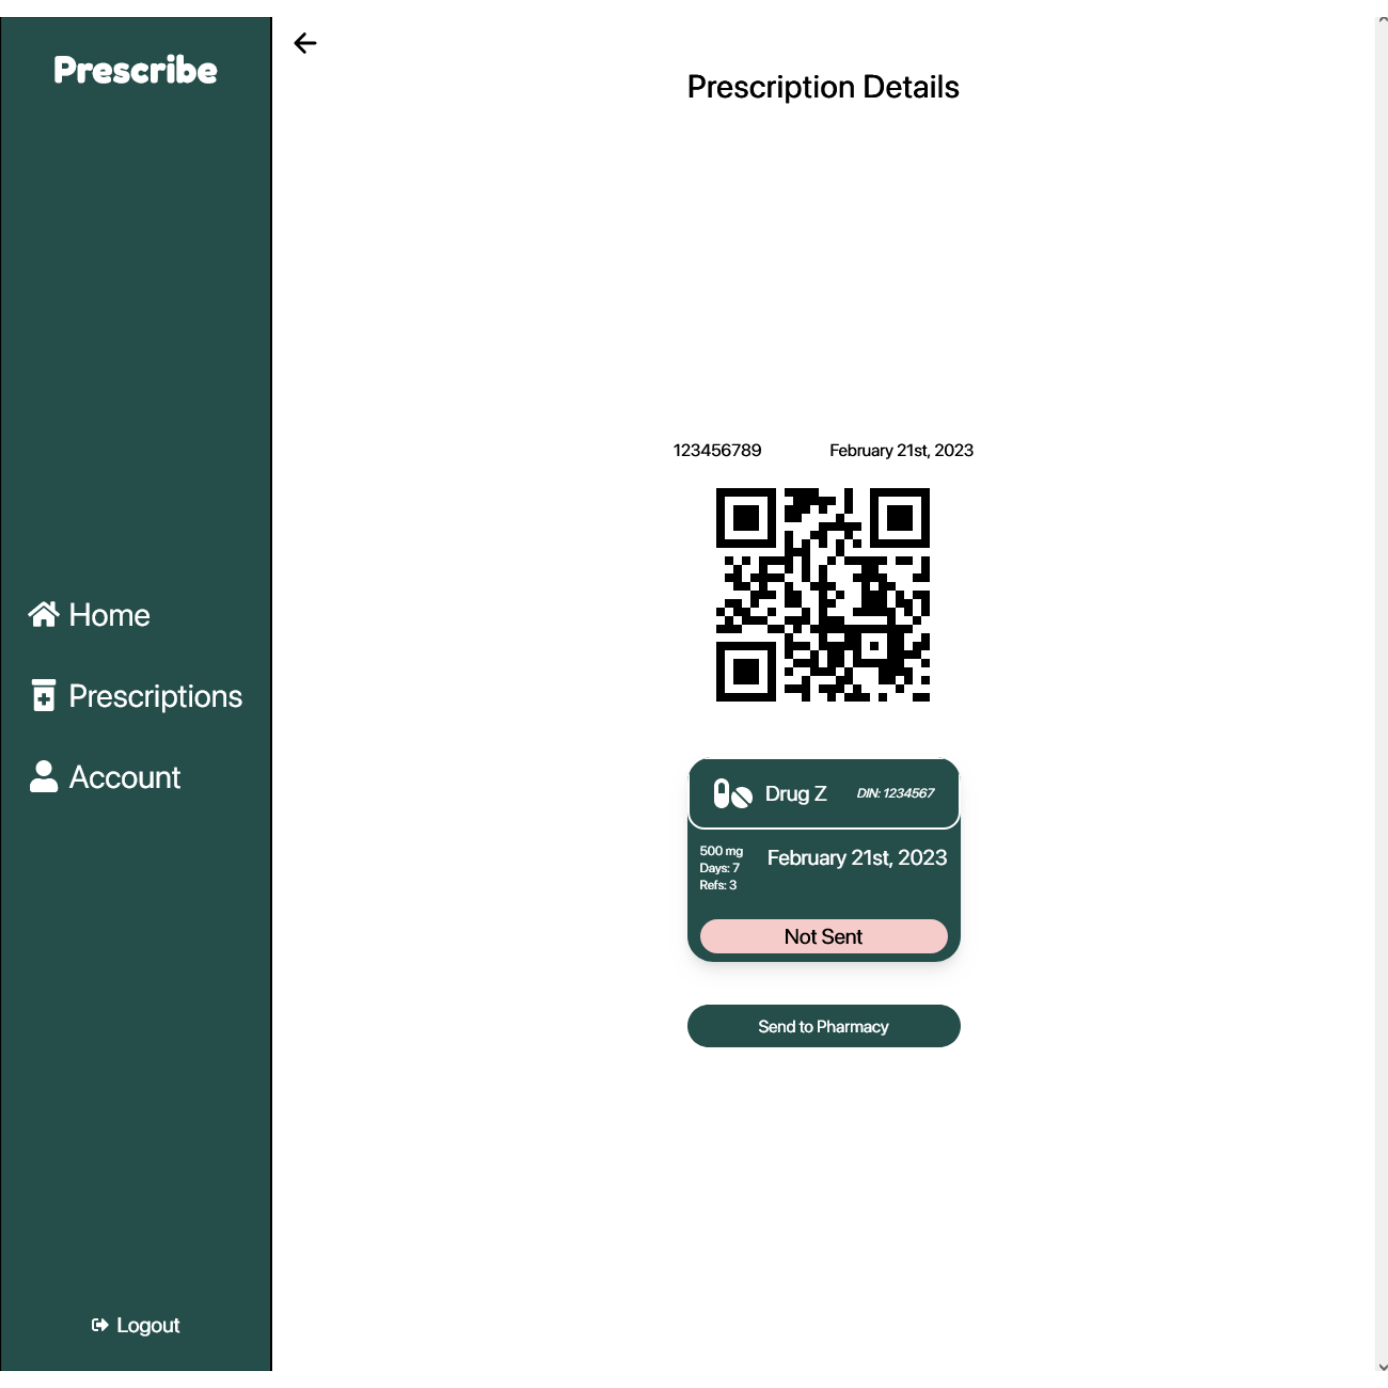 Prescribe
Home
Prescriptions
Account
Logout
Prescription Details
123456789 February 21st, 2023
Drug Z DIN: 1234567
500 mg February 21st, 2023
Days: 7
Refs: 3
Not Sent
Send to Pharmacy